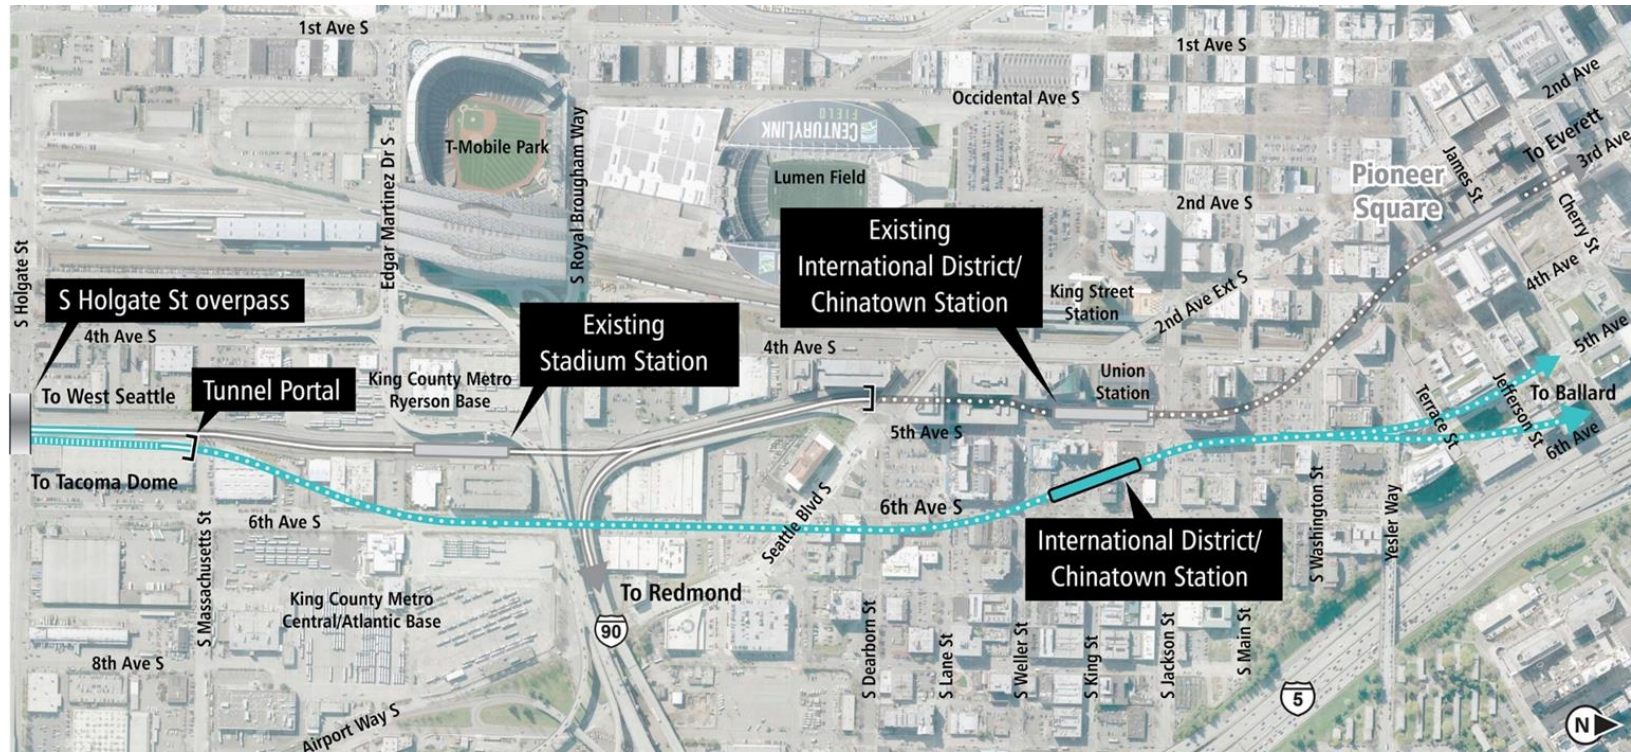 1st Ave S
1st Ave S
2nd Ave
Occidental Ave S
T-Mobile Park
CENTURYLINK
FIELD
Lumen Field
Edgar Martinez Dr S
S Royal Brougham Way
James St
To Everett
3rd Ave
Pioneer
Square
2nd Ave S
Cherry St
4th Ave
5th Ave
S Holgate St
S Holgate St overpass
4th Ave S
Existing
Stadium Station
Existing
International District/
Chinatown Station
King Street
Station
2nd Ave Ext S
4th Ave S
To West Seattle
Tunnel Portal
King County Metro
Ryerson Base
Union
Station
Terrace St
Jefferson St
To Ballard
6th Ave
5th Ave S
To Tacoma Dome
6th Ave S
6th Ave S
Seattle Blvd S
S Massachusetts St
International District/
Chinatown Station
S Washington St
Yesler Way
To Redmond
90
King County Metro
Central/Atlantic Base
8th Ave S
S Dearborn St
S Lane St
S Weller St
S King St
S Jackson St
S Main St
5
Airport Way S
N